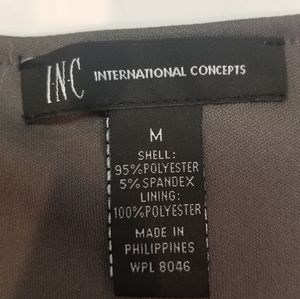 I·N·C INTERNATIONAL CONCEPTS
M
SHELL:
95%POLYESTER
5% SPANDEX
LINING:
100%POLYESTER
MADE IN
PHILIPPINES
WPL 8046